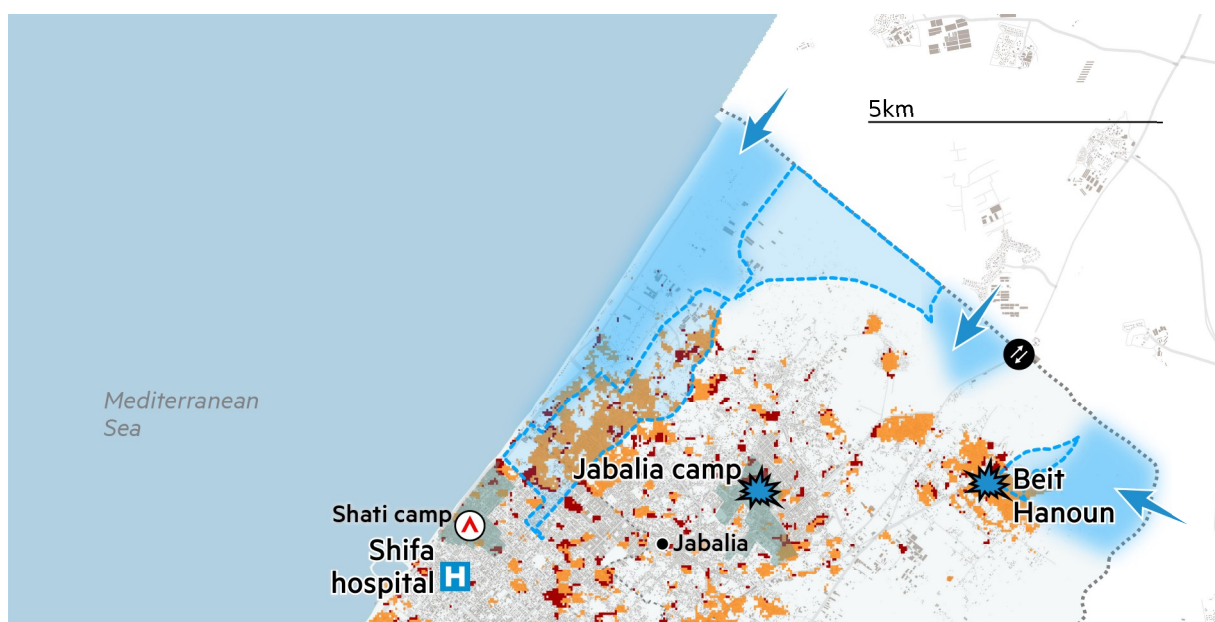 5km
Mediterranean
Sea
Jabalia camp
Beit
Hanoun
Shati camp
Shifa
hospital
H
Jabalia